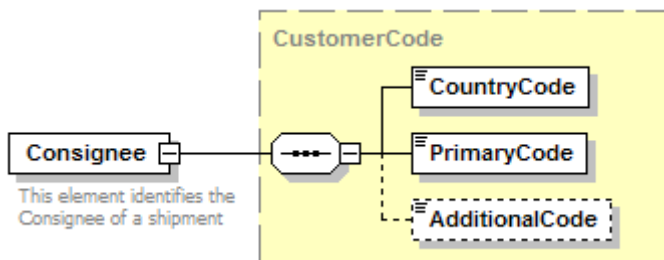 CustomerCode
CountryCode
Consignee
PrimaryCode
This element identifies the
Consignee of a shipment
AdditionalCode